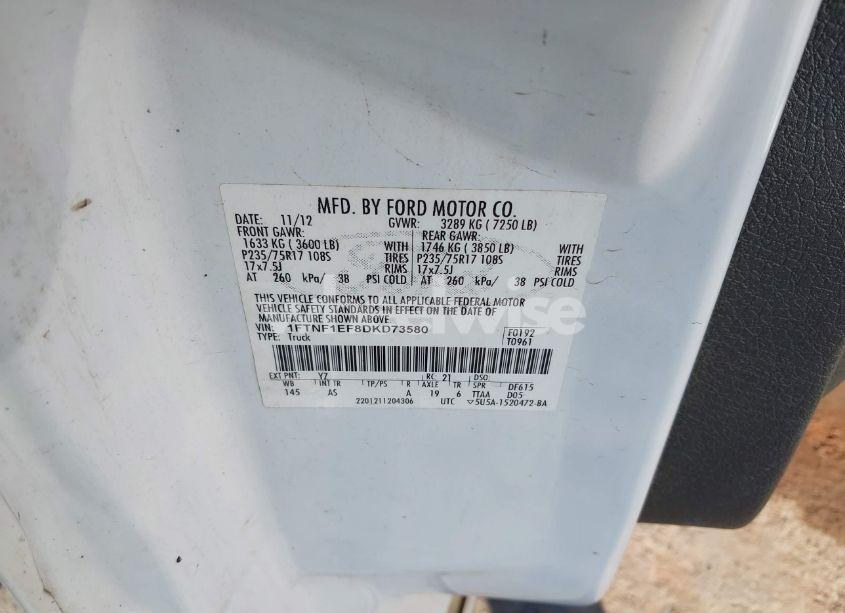 MFD. BY FORD MOTOR CO.
DATE: 11/12 GVWR: 3289 KG ( 7250 LB)
FRONT GAWR: REAR GAWR:
1633 KG ( 3600 LB) WITH 1746 KG ( 3850 LB) WITH
P235/75R17 108S TIRES P235/75R17 108S TIRES
17x7.5J RIMS 17x7.5J RIMS
AT 260 kPa/ 38 PSI COLD AT 260 kPa/ 38 PSI COLD
THIS VEHICLE CONFORMS TO ALL APPLICABLE FEDERAL MOTOR
VEHICLE SAFETY STANDARDS IN EFFECT ON THE DATE OF
MANUFACTURE SHOWN ABOVE.
VIN: 1FTNF1EF8DKD73580 F0192
TYPE: Truck T0961
EXT PNT: YZ RC: 21 DSO:
WB INT TR TP/PS R AXLE TR SPR DF615
145 AS A 19 6 TTAA D05
2201211204306 UTC ▽5U5A-1520472-BA